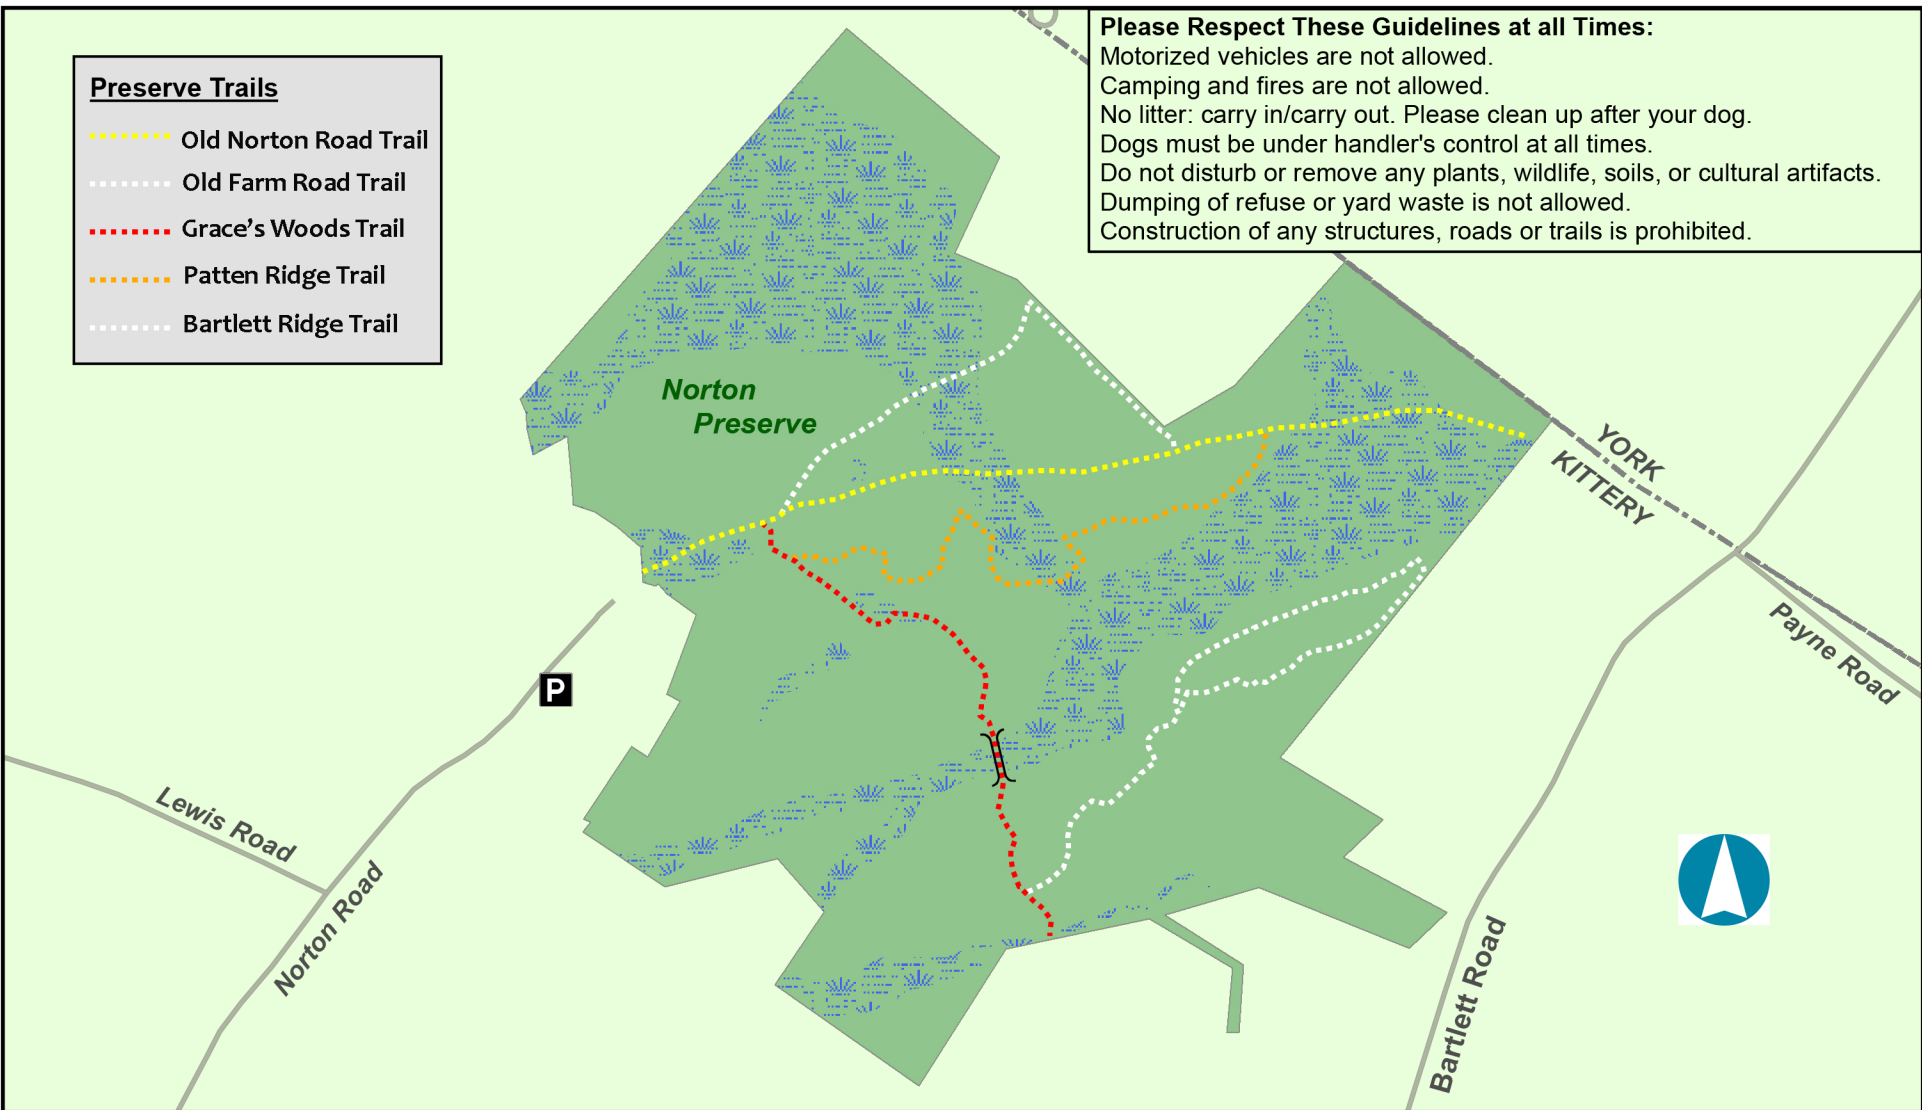 Please Respect These Guidelines at all Times:
Motorized vehicles are not allowed.
Camping and fires are not allowed.
No litter: carry in/carry out. Please clean up after your dog.
Dogs must be under handler's control at all times.
Do not disturb or remove any plants, wildlife, soils, or cultural artifacts.
Dumping of refuse or yard waste is not allowed.
Construction of any structures, roads or trails is prohibited.
Preserve Trails
Old Norton Road Trail
Old Farm Road Trail
Grace's Woods Trail
Patten Ridge Trail
Bartlett Ridge Trail
Norton
Preserve
YORK
KITTERY
Payne Road
P
Lewis Road
Norton Road
Bartlett Road